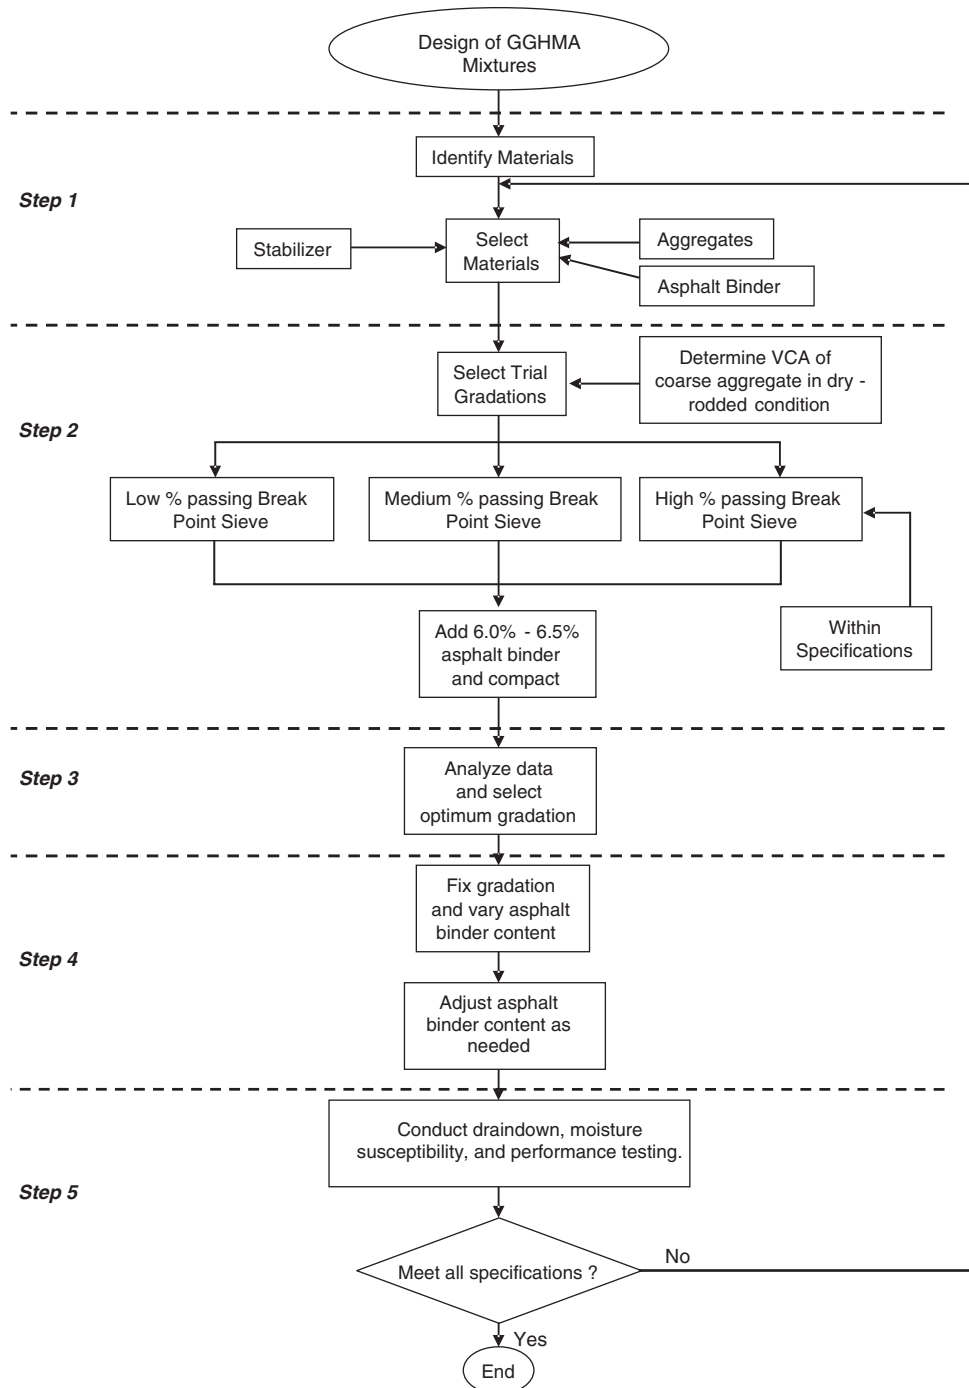 Design of GGHMA
Mixtures
Identify Materials
Step 1
Stabilizer
Select
Materials
Aggregates
Asphalt Binder
Select Trial
Gradations
Determine VCA of
coarse aggregate in dry -
rodded condition
Step 2
Low % passing Break
Point Sieve
Medium % passing Break
Point Sieve
High % passing Break
Point Sieve
Add 6.0% - 6.5%
asphalt binder
and compact
Within
Specifications
Step 3
Analyze data
and select
optimum gradation
Fix gradation
and vary asphalt
binder content
Step 4
Adjust asphalt
binder content as
needed
Conduct draindown, moisture
susceptibility, and performance testing.
Step 5
Meet all specifications ?
No
Yes
End